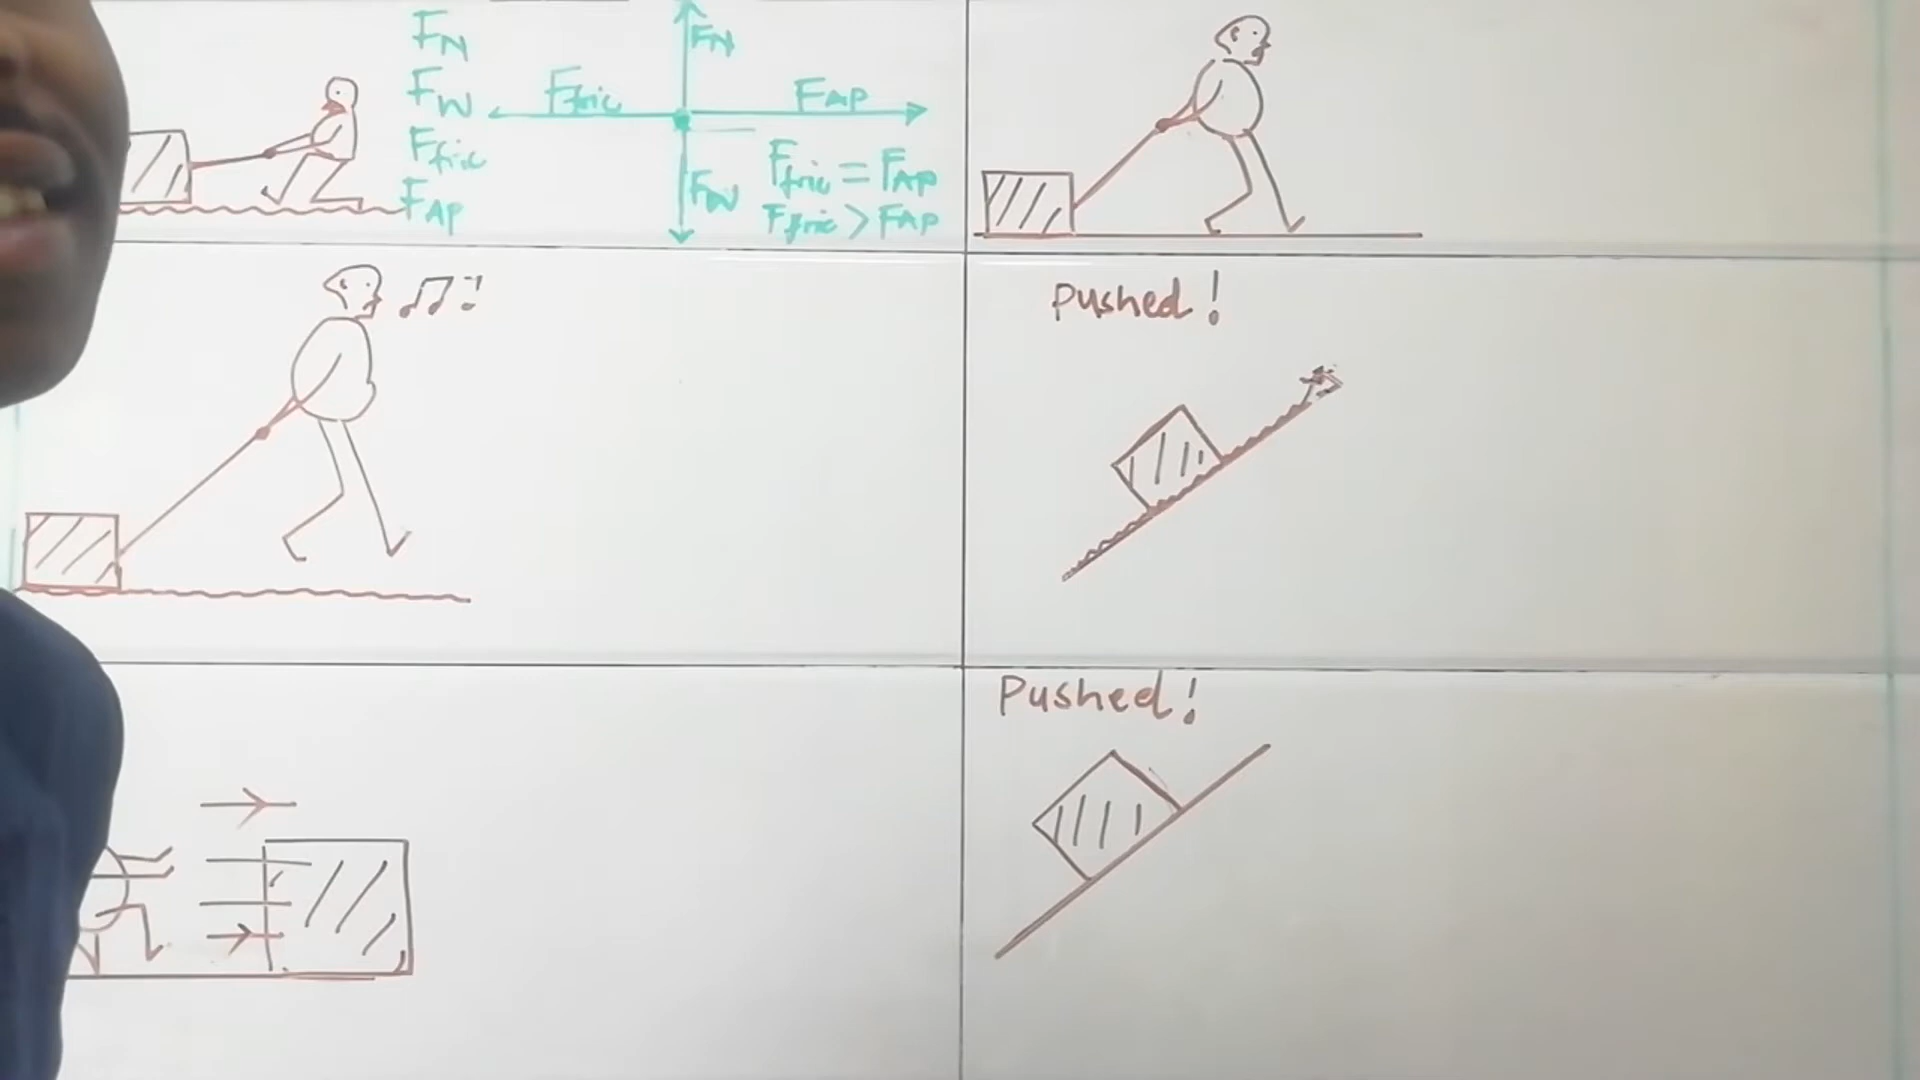 FN
FW
Ffric
FAP
FN
Ffric
FAP
FW
Ffric = FAP
Ffric > FAP
Pushed!
Pushed!